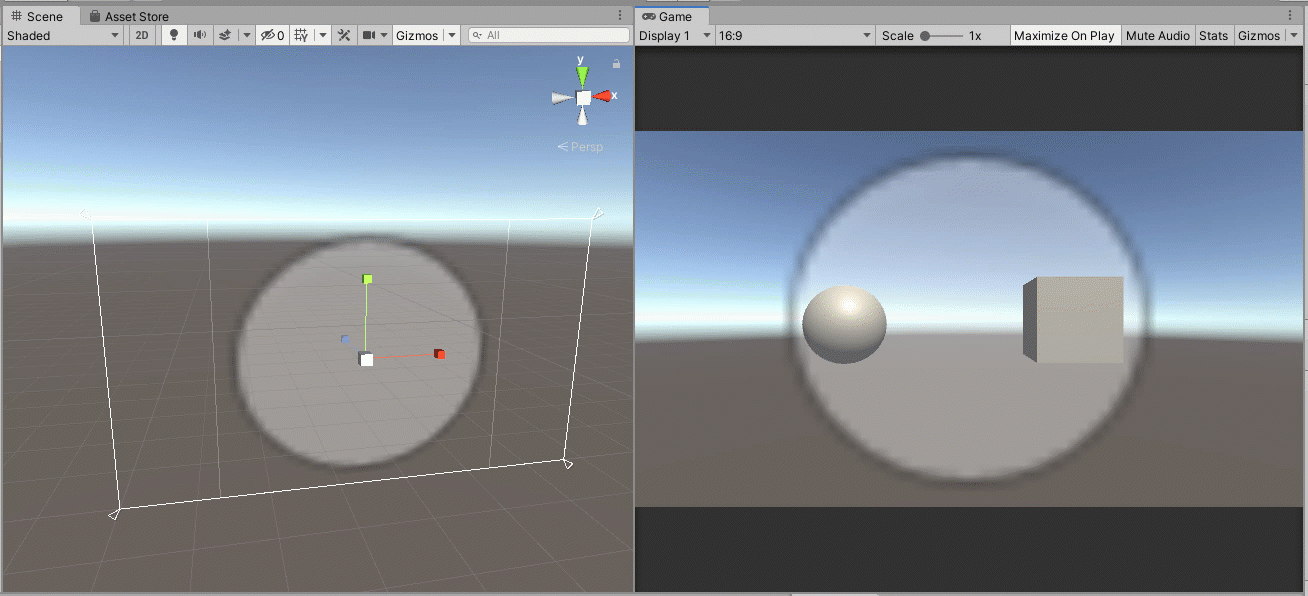 Scene Asset Store
Shaded 2D 0 Gizmos All
y
x
Persp
Game
Display 1 16:9 Scale 1x Maximize On Play Mute Audio Stats Gizmos